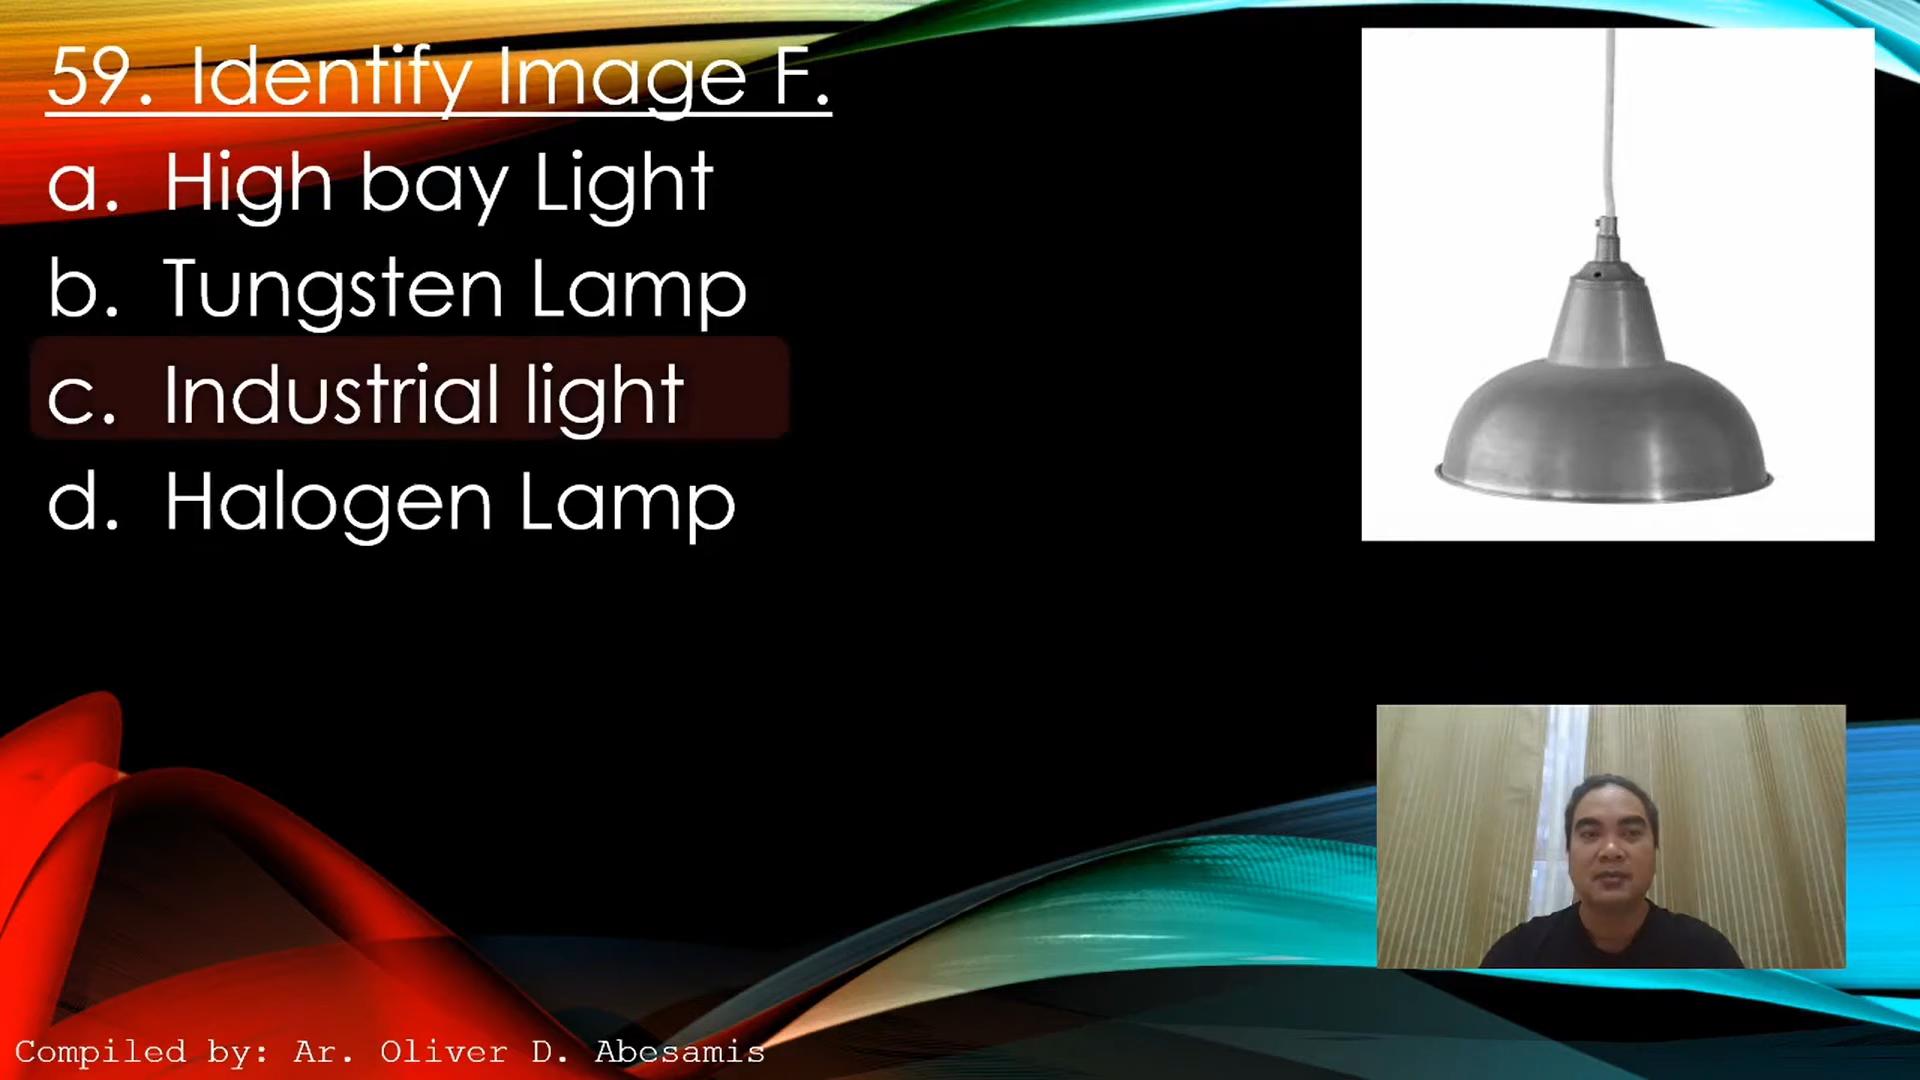 59. Identify Image F.
a. High bay Light
b. Tungsten Lamp
c. Industrial light
d. Halogen Lamp
Compiled by: Ar. Oliver D. Abesamis